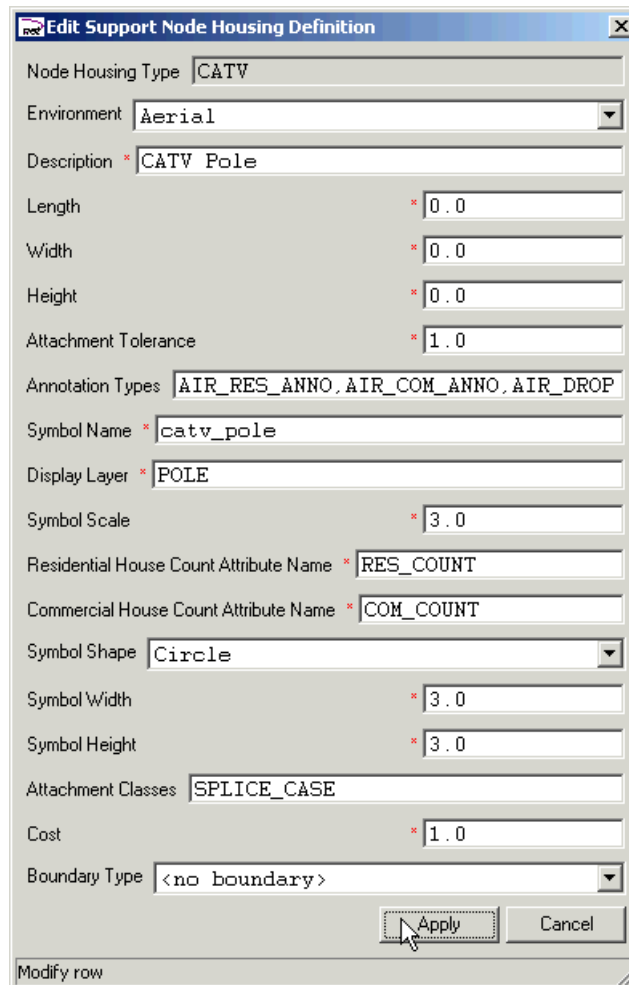 Edit Support Node Housing Definition
Node Housing Type CATV
Environment Aerial
Description * CATV Pole
Length * 0.0
Width * 0.0
Height * 0.0
Attachment Tolerance * 1.0
Annotation Types AIR_RES_ANNO,AIR_COM_ANNO,AIR_DROP
Symbol Name * catv_pole
Display Layer * POLE
Symbol Scale * 3.0
Residential House Count Attribute Name * RES_COUNT
Commercial House Count Attribute Name * COM_COUNT
Symbol Shape Circle
Symbol Width * 3.0
Symbol Height * 3.0
Attachment Classes SPLICE_CASE
Cost * 1.0
Boundary Type <no boundary>
Apply Cancel
Modify row